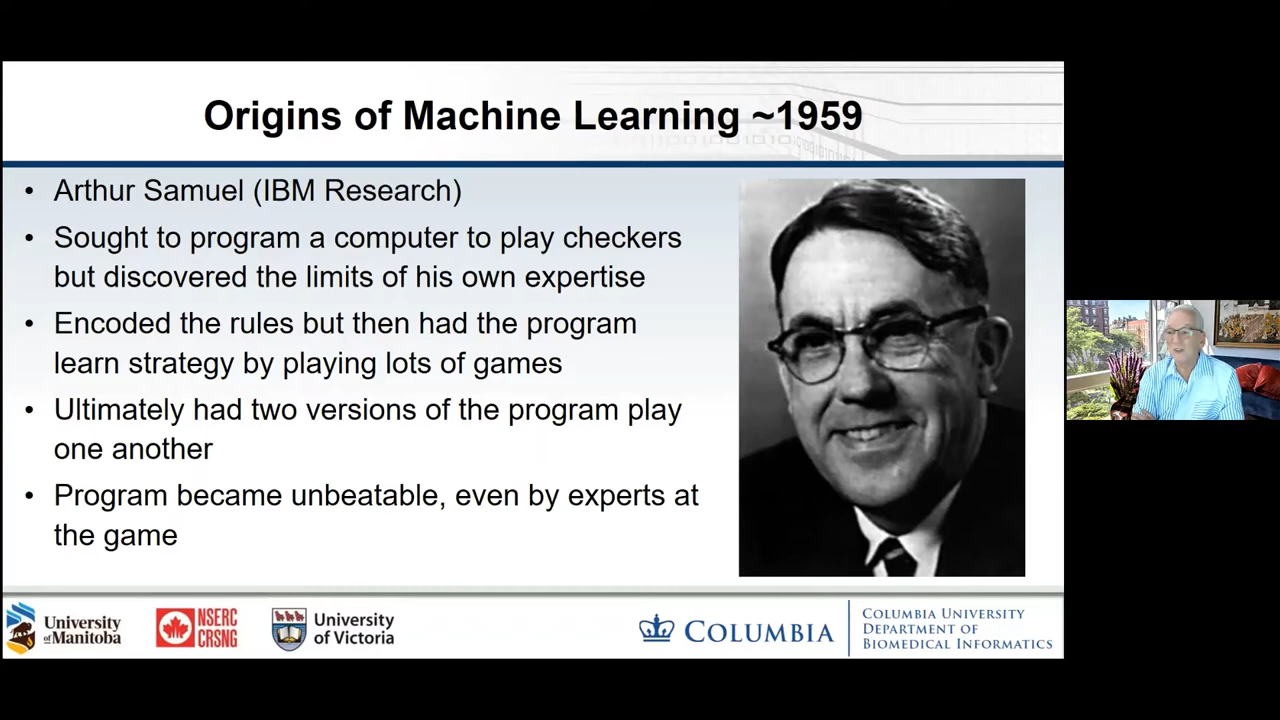 Origins of Machine Learning ~1959
• Arthur Samuel (IBM Research)
• Sought to program a computer to play checkers
but discovered the limits of his own expertise
• Encoded the rules but then had the program
learn strategy by playing lots of games
• Ultimately had two versions of the program play
one another
• Program became unbeatable, even by experts at
the game
University
of Manitoba
NSERC
CRSNG
University
of Victoria
COLUMBIA
COLUMBIA UNIVERSITY
DEPARTMENT OF
BIOMEDICAL INFORMATICS